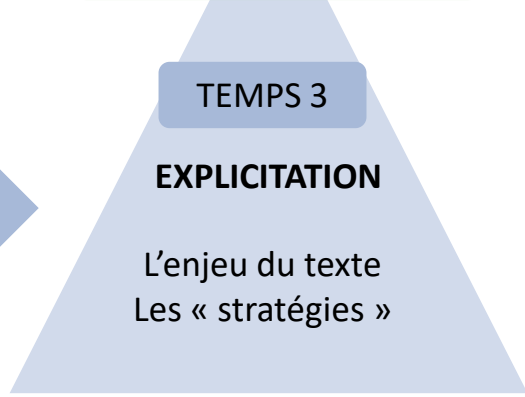 TEMPS 3
EXPLICITATION
L’enjeu du texte
Les « stratégies »